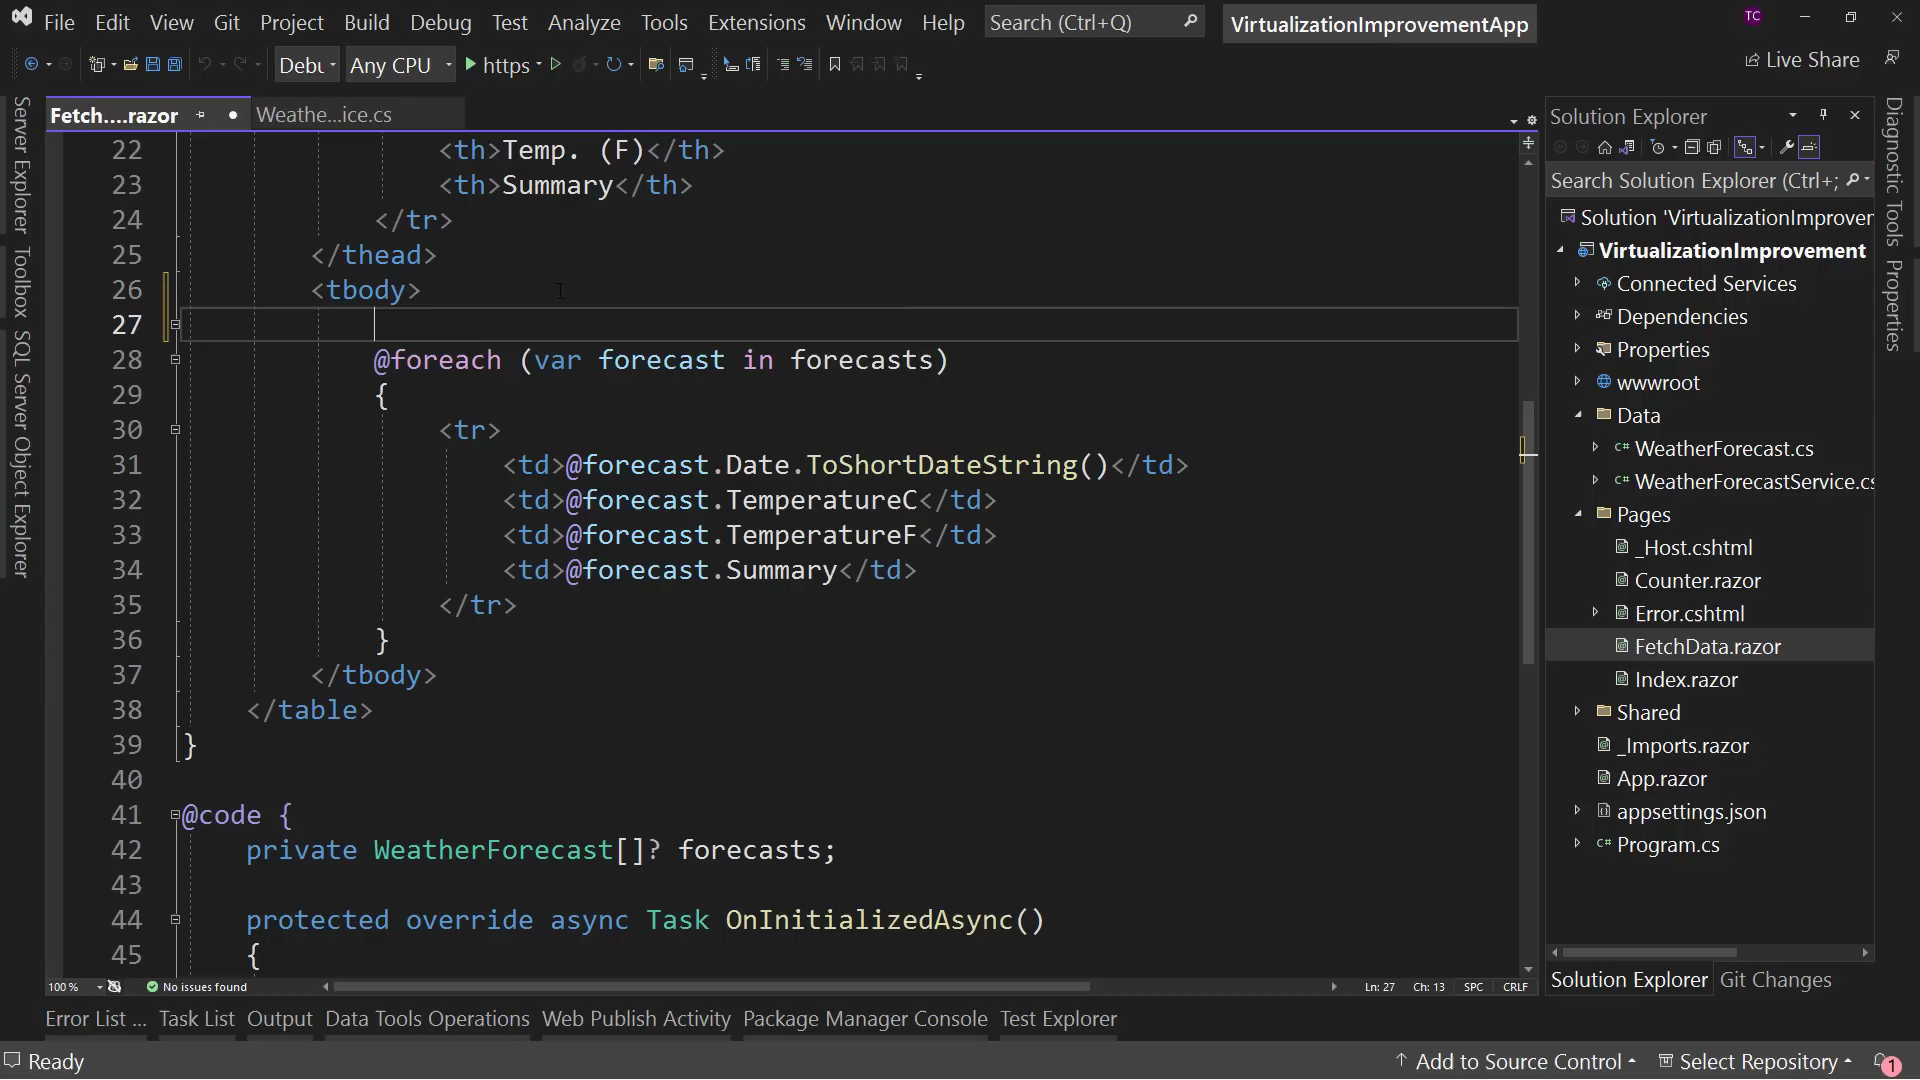 File Edit View Git Project Build Debug Test Analyze Tools Extensions Window Help Search (Ctrl+Q) VirtualizationImprovementApp TC
Debu Any CPU https Live Share
Server Explorer
Toolbox
SQL Server Object Explorer
Fetch....razor Weathe...ice.cs
22 <th>Temp. (F)</th>
23 <th>Summary</th>
24 </tr>
25 </thead>
26 <tbody>
27
28 @foreach (var forecast in forecasts)
29 {
30 <tr>
31 <td>@forecast.Date.ToShortDateString()</td>
32 <td>@forecast.TemperatureC</td>
33 <td>@forecast.TemperatureF</td>
34 <td>@forecast.Summary</td>
35 </tr>
36 }
37 </tbody>
38 </table>
39 }
40
41 @code {
42 private WeatherForecast[]? forecasts;
43
44 protected override async Task OnInitializedAsync()
45 {
100 % No issues found Ln: 27 Ch: 13 SPC CRLF
Solution Explorer
Search Solution Explorer (Ctrl+;
Solution 'VirtualizationImprover
VirtualizationImprovement
Connected Services
Dependencies
Properties
wwwroot
Data
C# WeatherForecast.cs
C# WeatherForecastService.cs
Pages
_Host.cshtml
Counter.razor
Error.cshtml
FetchData.razor
Index.razor
Shared
_Imports.razor
App.razor
appsettings.json
C# Program.cs
Solution Explorer Git Changes
Diagnostic Tools
Properties
Error List ... Task List Output Data Tools Operations Web Publish Activity Package Manager Console Test Explorer
Ready Add to Source Control Select Repository 1